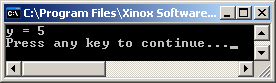 C:\Program Files\Xinox Software...
y = 5
Press any key to continue..._